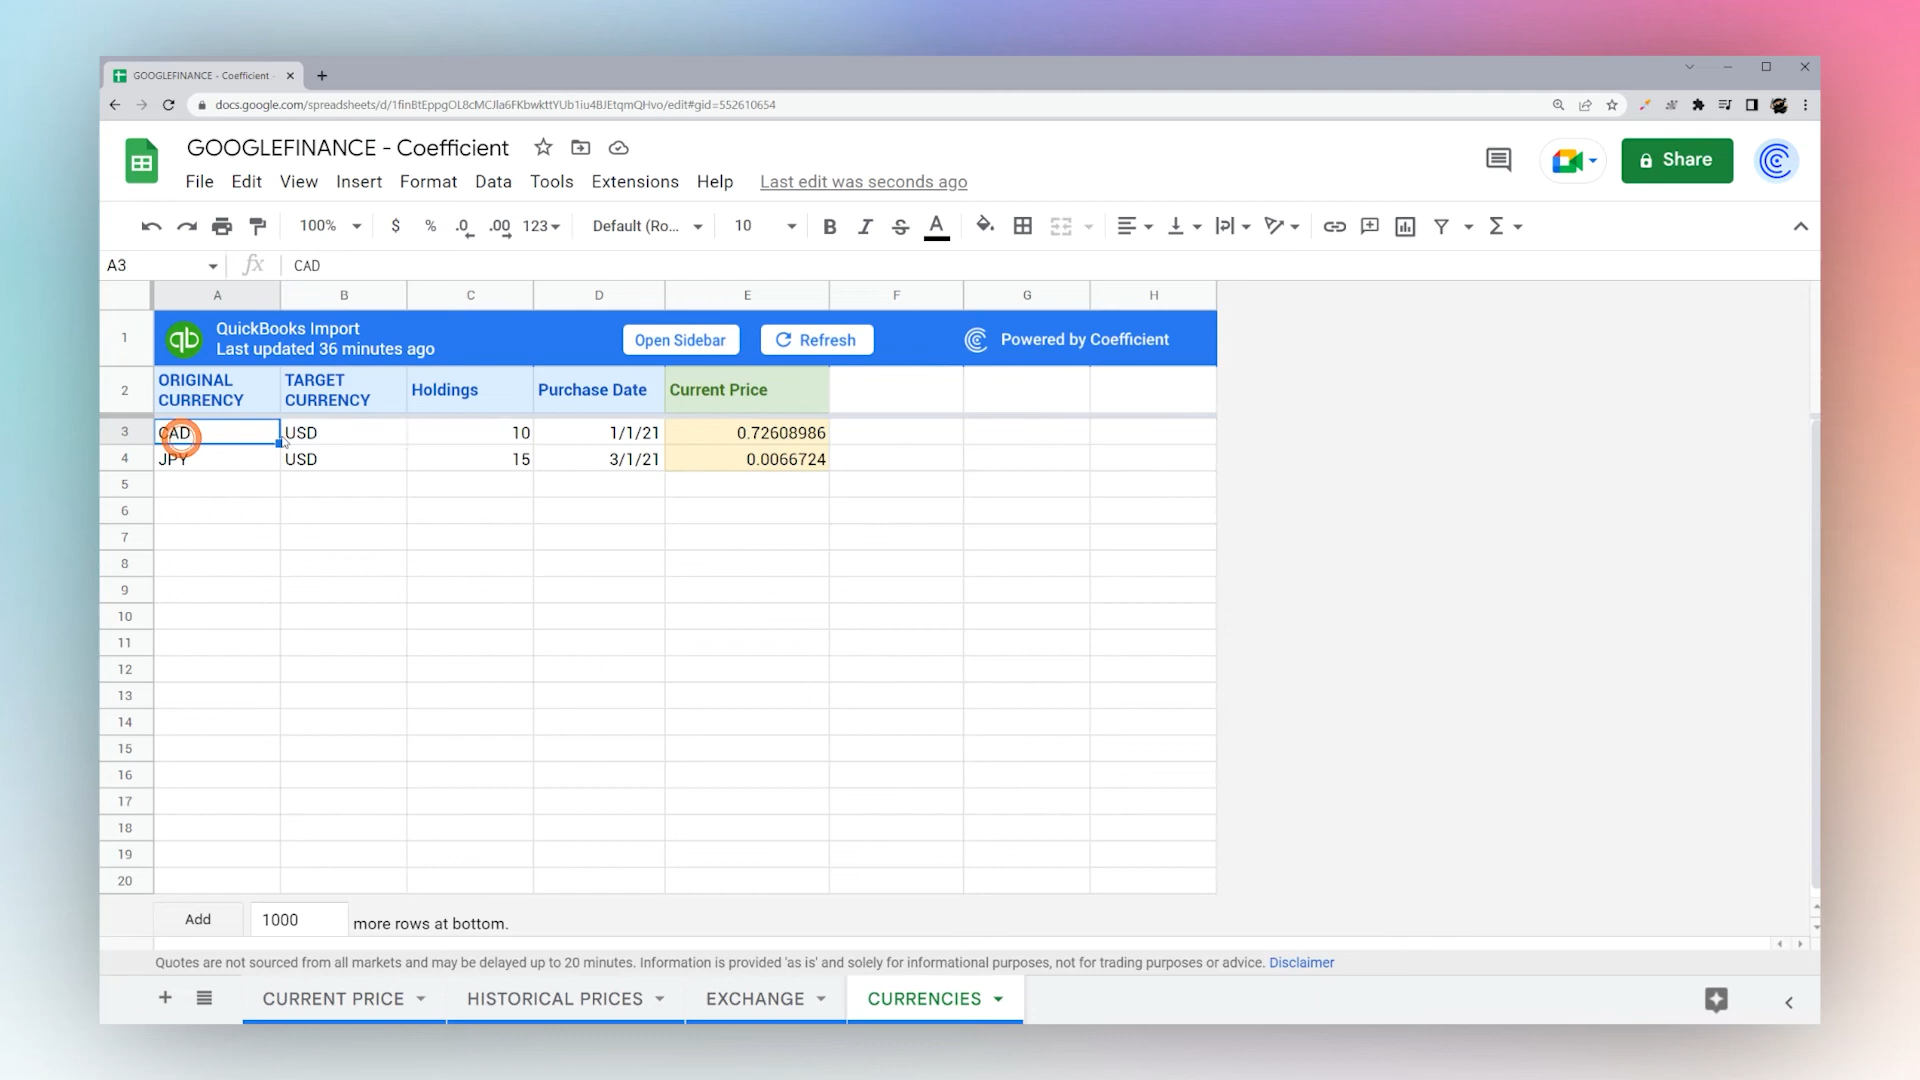 GOOGLEFINANCE - Coefficient -
docs.google.com/spreadsheets/d/1finBtEppgOL8cMCJla6FKbwkttYUb1iu4BJEtqmQHvo/edit#gid=552610654
GOOGLEFINANCE - Coefficient
Share
File Edit View Insert Format Data Tools Extensions Help Last edit was seconds ago
100% $ % .0 .00 123 Default (Ro... 10 B I S A
A3 fx CAD
A B C D E F G H
1 QuickBooks Import
Last updated 36 minutes ago
Open Sidebar Refresh Powered by Coefficient
2 ORIGINAL CURRENCY TARGET CURRENCY Holdings Purchase Date Current Price
3 CAD USD 10 1/1/21 0.72608986
4 JPY USD 15 3/1/21 0.0066724
5
6
7
8
9
10
11
12
13
14
15
16
17
18
19
20
Add 1000 more rows at bottom.
Quotes are not sourced from all markets and may be delayed up to 20 minutes. Information is provided 'as is' and solely for informational purposes, not for trading purposes or advice. Disclaimer
CURRENT PRICE HISTORICAL PRICES EXCHANGE CURRENCIES